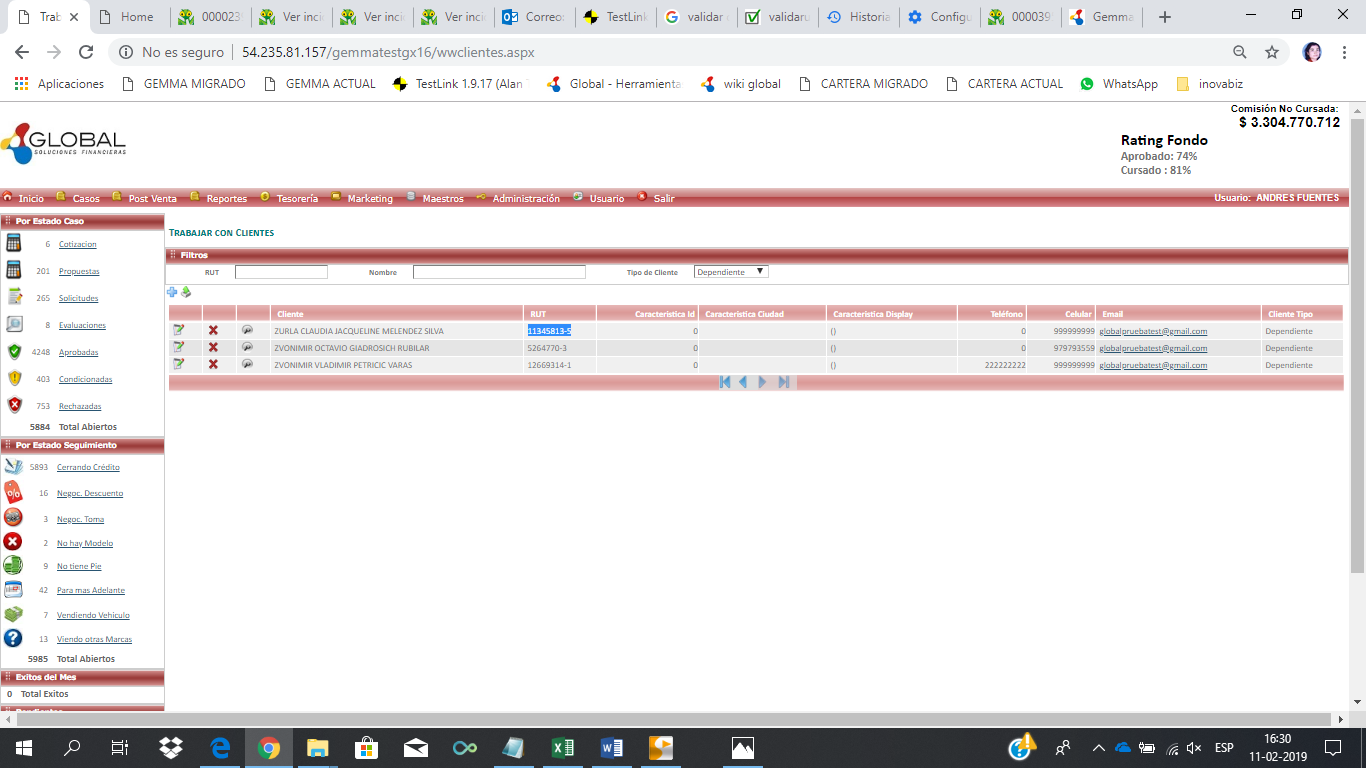 Trab
Home
000023
Ver inci
Ver inci
Ver inci
Correo
TestLink
validar
validaru
Historia
Configu
000039
Gemma
No es seguro | 54.235.81.157/gemmatestgx16/wwclientes.aspx
Aplicaciones GEMMA MIGRADO GEMMA ACTUAL TestLink 1.9.17 (Alan Global - Herramienta wiki global CARTERA MIGRADO CARTERA ACTUAL WhatsApp inovabiz
Comisión No Cursada:
$ 3.304.770.712
GLOBAL
SOLUCIONES FINANCIERAS
Rating Fondo
Aprobado: 74%
Cursado : 81%
Inicio Casos Post Venta Reportes Tesorería Marketing Maestros Administración Usuario Salir Usuario: ANDRES FUENTES
Por Estado Caso
6 Cotizacion
201 Propuestas
265 Solicitudes
8 Evaluaciones
4248 Aprobadas
403 Condicionadas
753 Rechazadas
5884 Total Abiertos
Por Estado Seguimiento
5893 Cerrando Crédito
16 Negoc. Descuento
3 Negoc. Toma
2 No hay Modelo
9 No tiene Pie
42 Para mas Adelante
7 Vendiendo Vehiculo
13 Viendo otras Marcas
5985 Total Abiertos
Exitos del Mes
0 Total Exitos
Pendientes
TRABAJAR CON CLIENTES
Filtros
RUT Nombre Tipo de Cliente Dependiente
Cliente RUT Caracteristica Id Caracteristica Ciudad Caracteristica Display Teléfono Celular Email Cliente Tipo
ZURLA CLAUDIA JACQUELINE MELENDEZ SILVA 11345813-5 0 () 0 999999999 globalpruebatest@gmail.com Dependiente
ZVONIMIR OCTAVIO GIADROSICH RUBILAR 5264770-3 0 () 0 979793559 globalpruebatest@gmail.com Dependiente
ZVONIMIR VLADIMIR PETRICIC VARAS 12669314-1 0 () 222222222 999999999 globalpruebatest@gmail.com Dependiente
ESP
16:30
11-02-2019